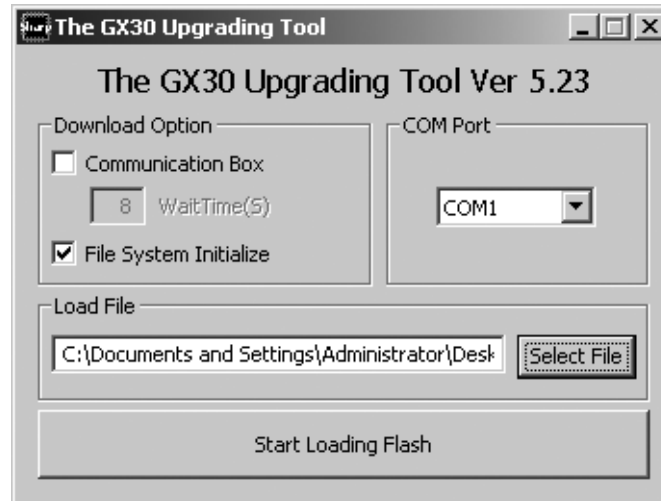 The GX30 Upgrading Tool
The GX30 Upgrading Tool Ver 5.23
Download Option
COM Port
Communication Box
8 WaitTime(S)
COM1
File System Initialize
Load File
C:\Documents and Settings\Administrator\Desk
Select File
Start Loading Flash